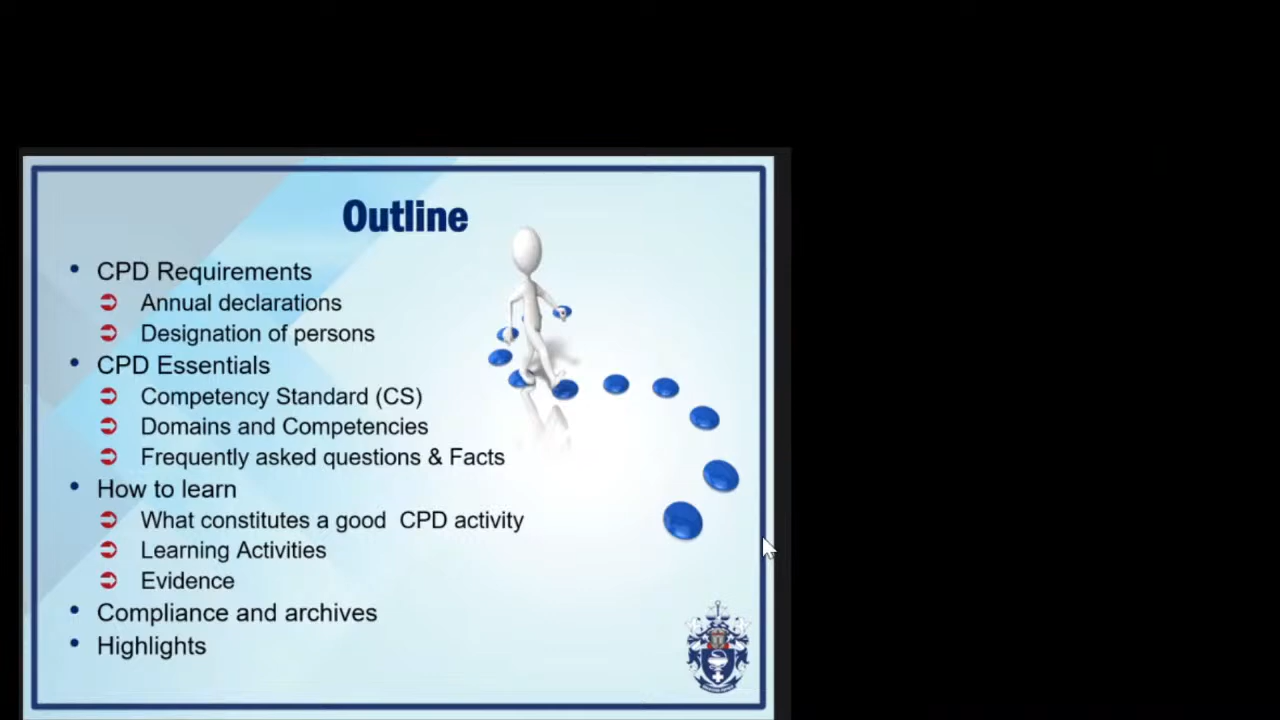 Outline
• CPD Requirements
➲ Annual declarations
➲ Designation of persons
• CPD Essentials
➲ Competency Standard (CS)
➲ Domains and Competencies
➲ Frequently asked questions & Facts
• How to learn
➲ What constitutes a good  CPD activity
➲ Learning Activities
➲ Evidence
• Compliance and archives
• Highlights